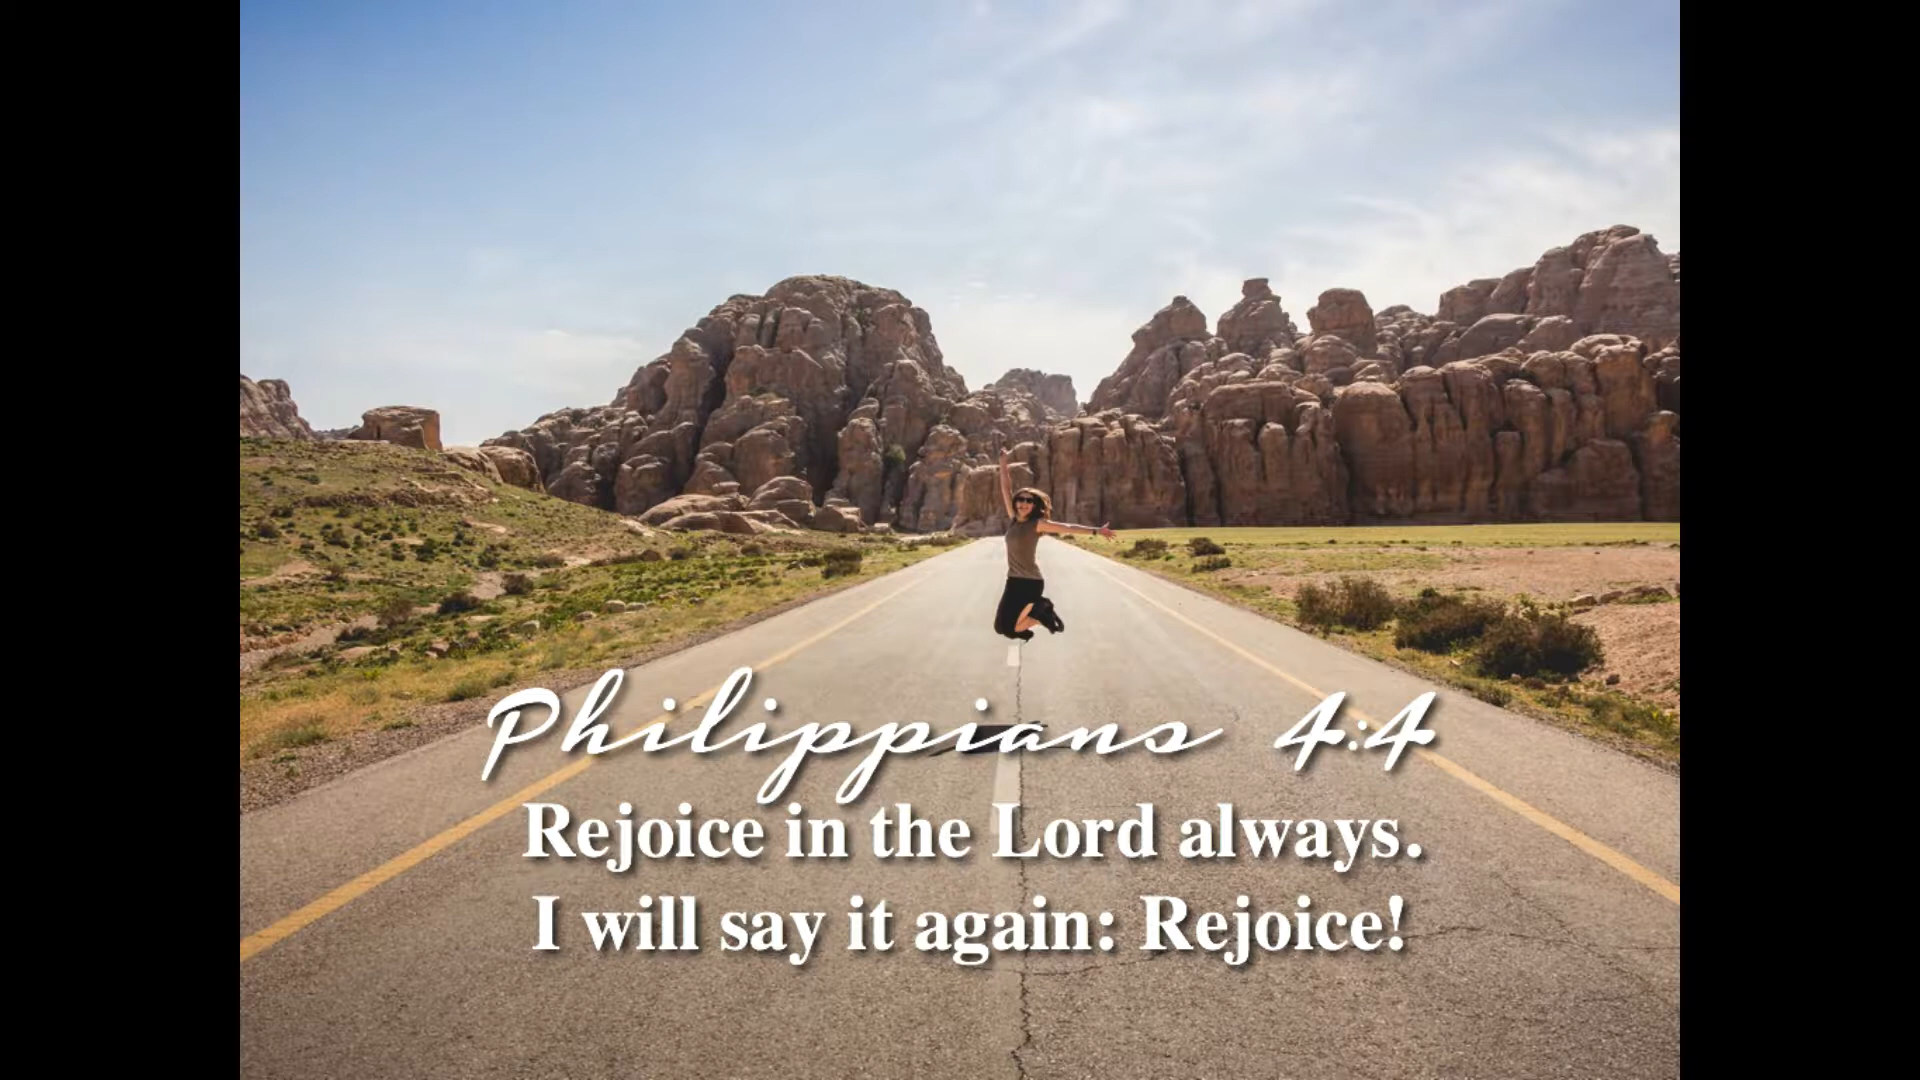 Philippians 4:4
Rejoice in the Lord always.
I will say it again: Rejoice!